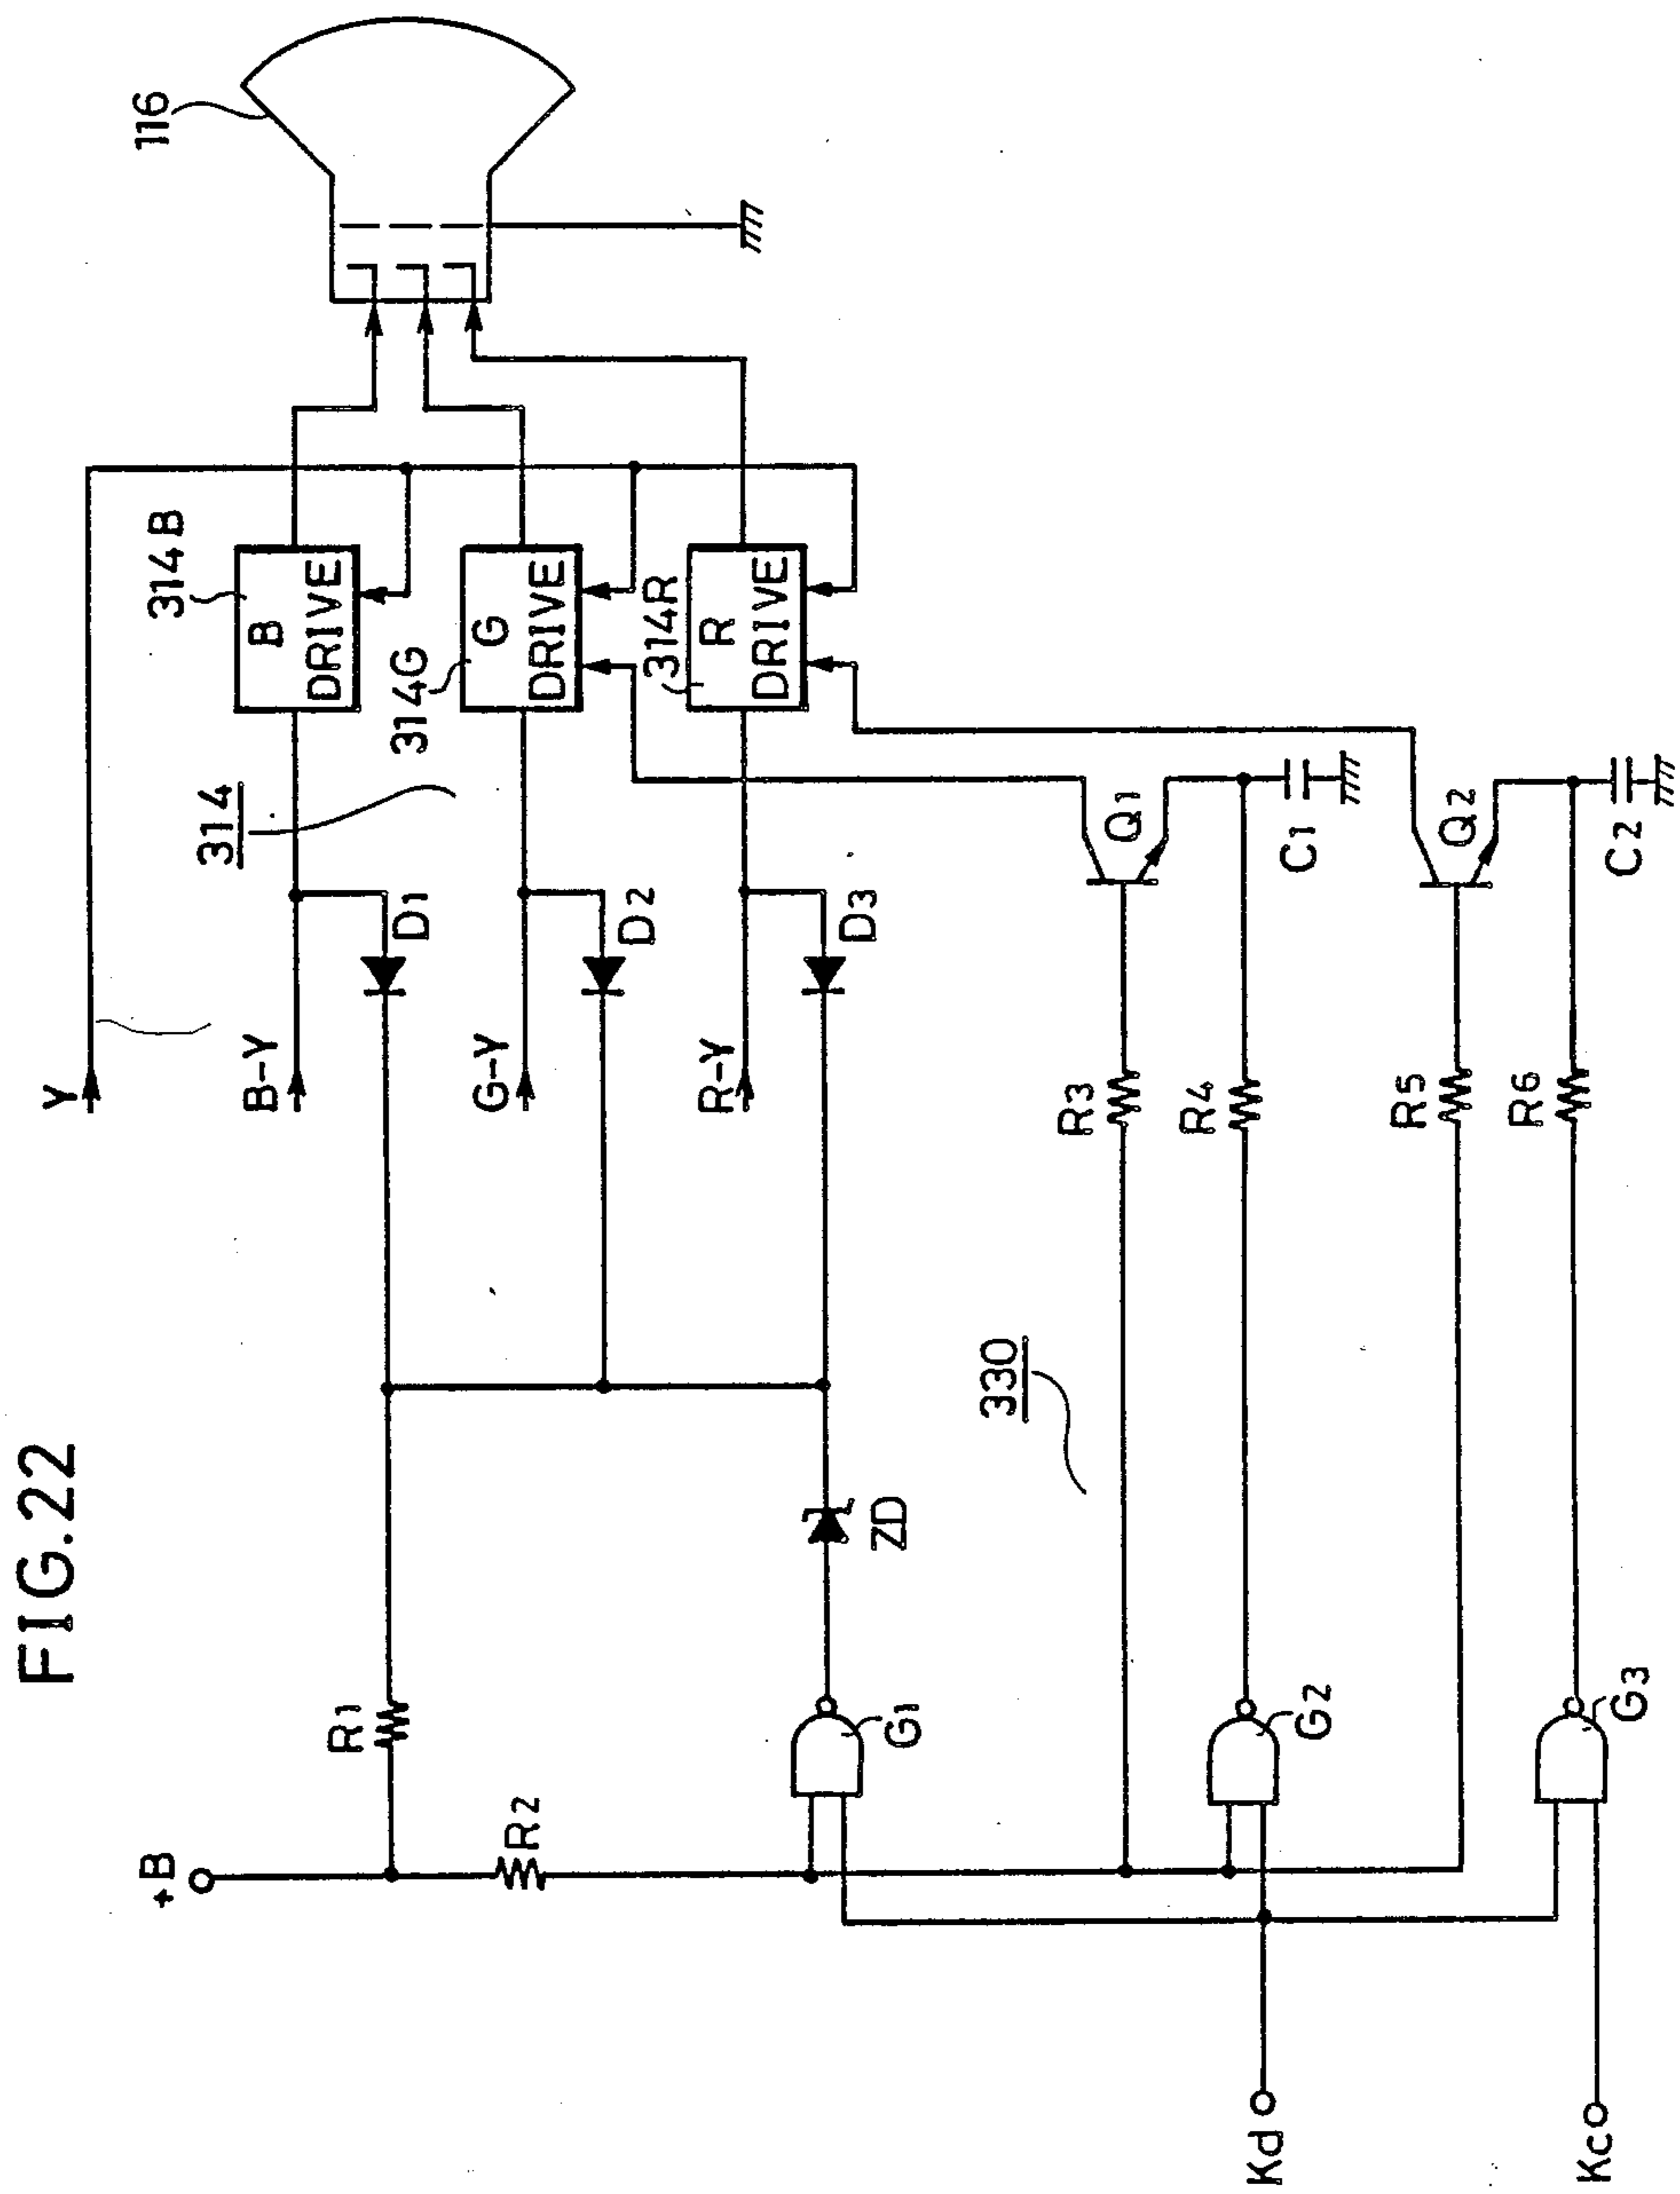 FIG.22
116
Y
314B
B
DRIVE
B-Y
314
D1
314G
G
DRIVE
G-Y
D2
314R
R
DRIVE
R-Y
D3
+B
R1
R2
ZD
G1
330
R3
Q1
R4
C1
G2
R5
Q2
R6
C2
G3
Kd
Kc